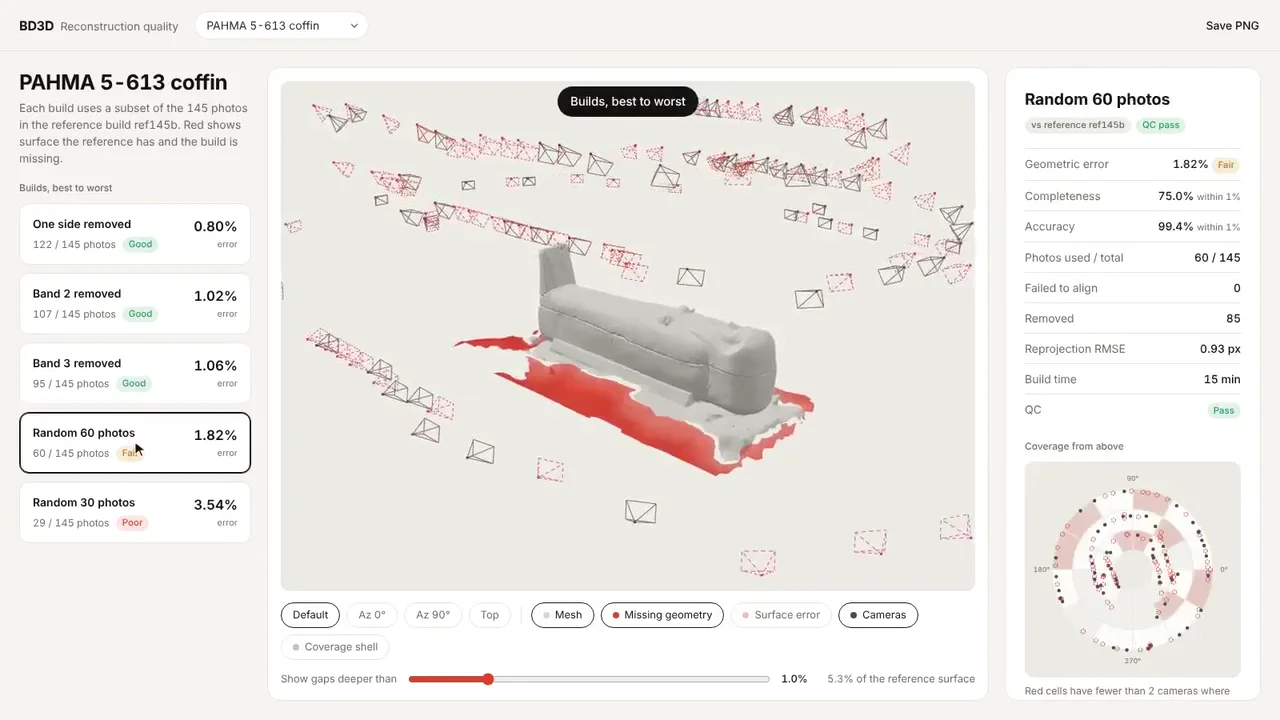 BD3D Reconstruction quality PAHMA 5-613 coffin Save PNG
PAHMA 5-613 coffin
Each build uses a subset of the 145 photos
in the reference build ref145b. Red shows
surface the reference has and the build is
missing.
Builds, best to worst
One side removed 0.80%
122 / 145 photos Good error
Band 2 removed 1.02%
107 / 145 photos Good error
Band 3 removed 1.06%
95 / 145 photos Good error
Random 60 photos 1.82%
60 / 145 photos Fair error
Random 30 photos 3.54%
29 / 145 photos Poor error
Builds, best to worst
Default Az 0° Az 90° Top Mesh Missing geometry Surface error Cameras
Coverage shell
Show gaps deeper than 1.0% 5.3% of the reference surface
Random 60 photos
vs reference ref145b QC pass
Geometric error 1.82% Fair
Completeness 75.0% within 1%
Accuracy 99.4% within 1%
Photos used / total 60 / 145
Failed to align 0
Removed 85
Reprojection RMSE 0.93 px
Build time 15 min
QC Pass
Coverage from above
90°
180° 0°
270°
Red cells have fewer than 2 cameras where